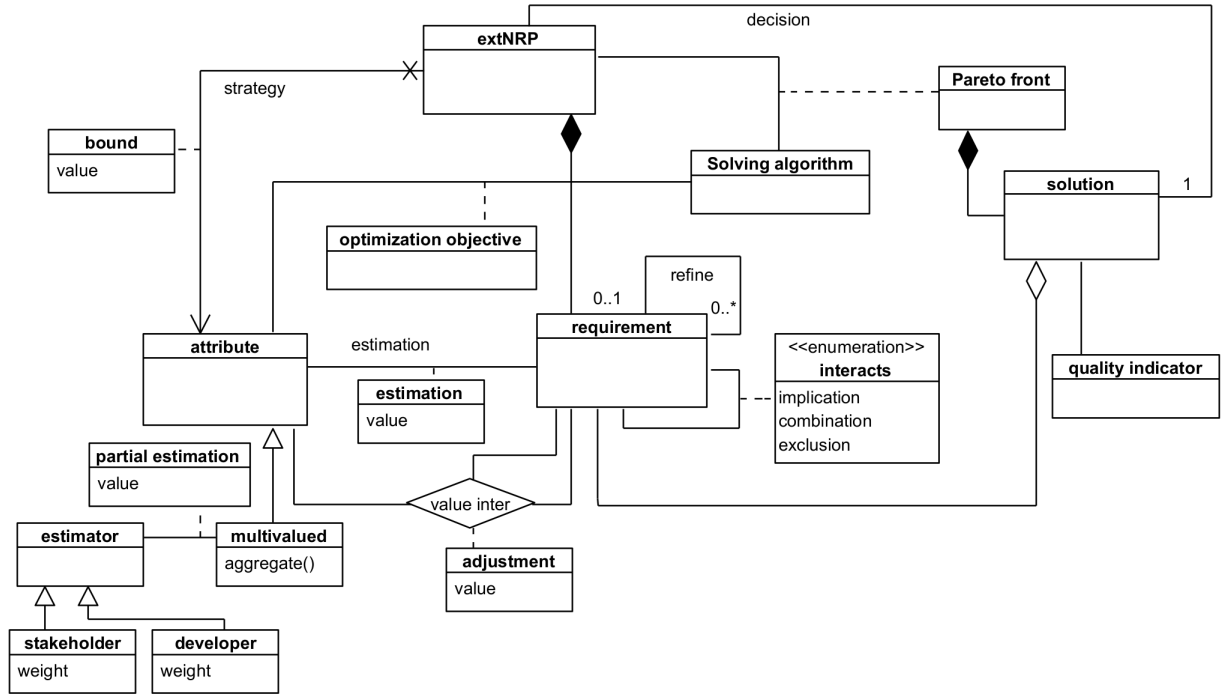 decision
extNRP
strategy
Pareto front
bound
value
Solving algorithm
solution
1
optimization objective
refine
0..1
0..*
requirement
attribute
estimation
<<enumeration>>
interacts
implication
combination
exclusion
quality indicator
estimation
value
partial estimation
value
value inter
estimator
multivalued
aggregate()
adjustment
value
stakeholder
weight
developer
weight